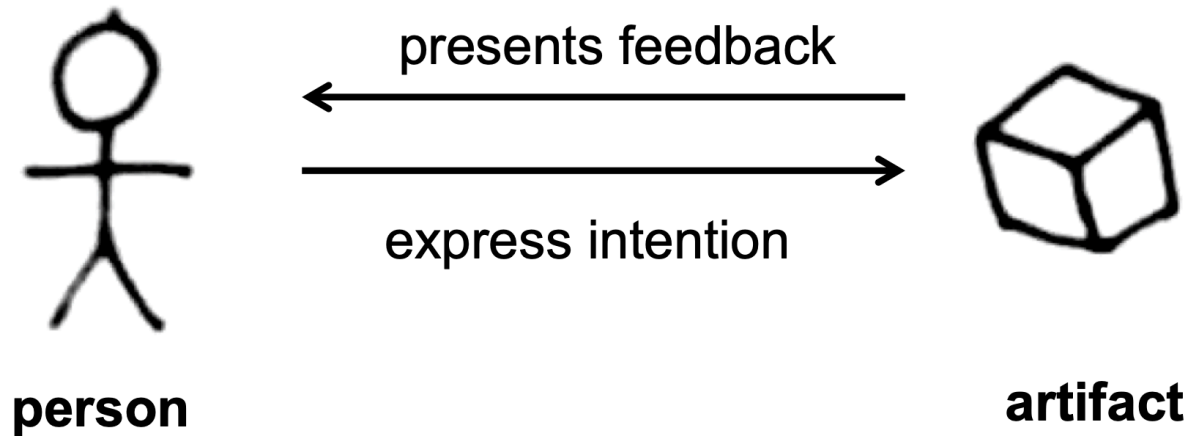 presents feedback
express intention
person
artifact